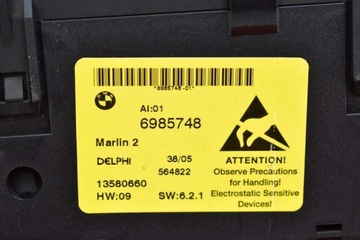 *6985748-01*
AI:01
6985748
Marlin 2
DELPHI
38/05
564822
13580660
HW:09
SW:6.2.1
ATTENTION!
Observe Precautions
for Handling!
Electrostatic Sensitive
Devices!